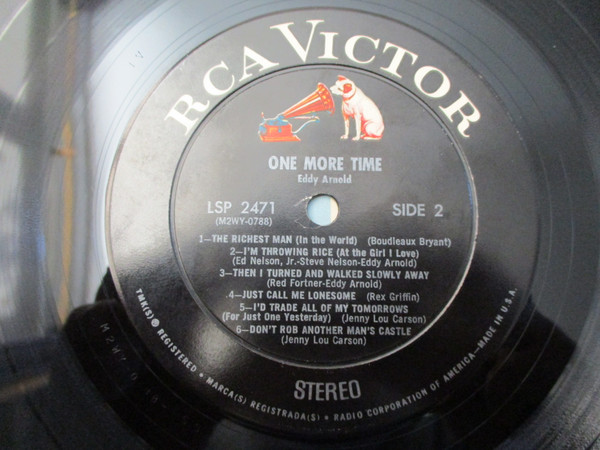 RCA VICTOR
ONE MORE TIME
Eddy Arnold
LSP 2471
(M2WY-0788)
SIDE 2
1—THE RICHEST MAN (In the World) (Boudleaux Bryant)
2—I'M THROWING RICE (At the Girl I Love)
(Ed Nelson, Jr.-Steve Nelson-Eddy Arnold)
3—THEN I TURNED AND WALKED SLOWLY AWAY
(Red Fortner-Eddy Arnold)
4—JUST CALL ME LONESOME (Rex Griffin)
5—I'D TRADE ALL OF MY TOMORROWS
(For Just One Yesterday) (Jenny Lou Carson)
6—DON'T ROB ANOTHER MAN'S CASTLE
(Jenny Lou Carson)
STEREO
TMK(S) ® REGISTERED • MARCA(S) REGISTRADA(S) • RADIO CORPORATION OF AMERICA—MADE IN U.S.A.